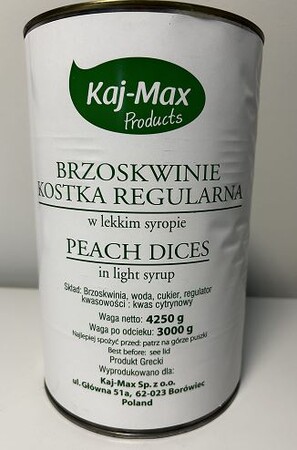 Kaj-Max
Products
BRZOSKWINIE
KOSTKA REGULARNA
w lekkim syropie
PEACH DICES
in light syrup
Skład: Brzoskwinia, woda, cukier, regulator
kwasowości : kwas cytrynowy
Waga netto: 4250 g
Waga po odcieku: 3000 g
Najlepiej spożyć przed: patrz na górze puszki
Best before: see lid
Produkt Grecki
Wyprodukowano dla:
Kaj-Max Sp. z o.o.
ul. Główna 51a, 62-023 Borówiec
Poland